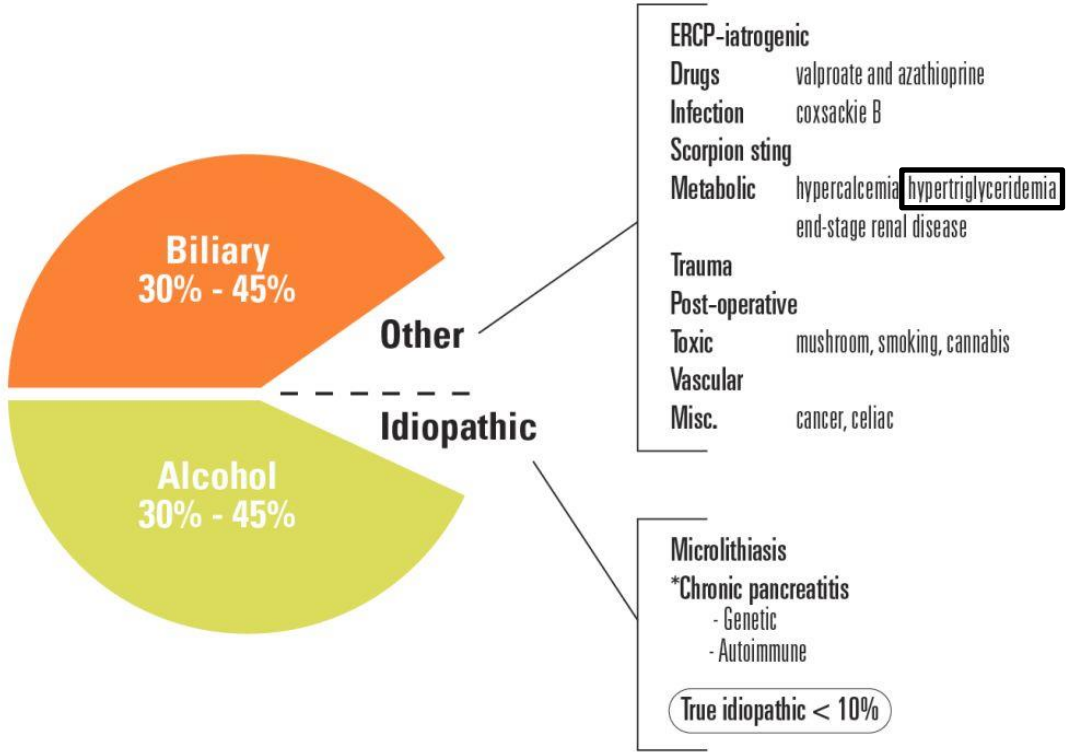 Biliary
30% - 45%
Other
Idiopathic
Alcohol
30% - 45%
ERCP-iatrogenic
Drugs valproate and azathioprine
Infection coxsackie B
Scorpion sting
Metabolic hypercalcemia hypertriglyceridemia
end-stage renal disease
Trauma
Post-operative
Toxic mushroom, smoking, cannabis
Vascular
Misc. cancer, celiac
Microlithiasis
*Chronic pancreatitis
- Genetic
- Autoimmune
True idiopathic < 10%